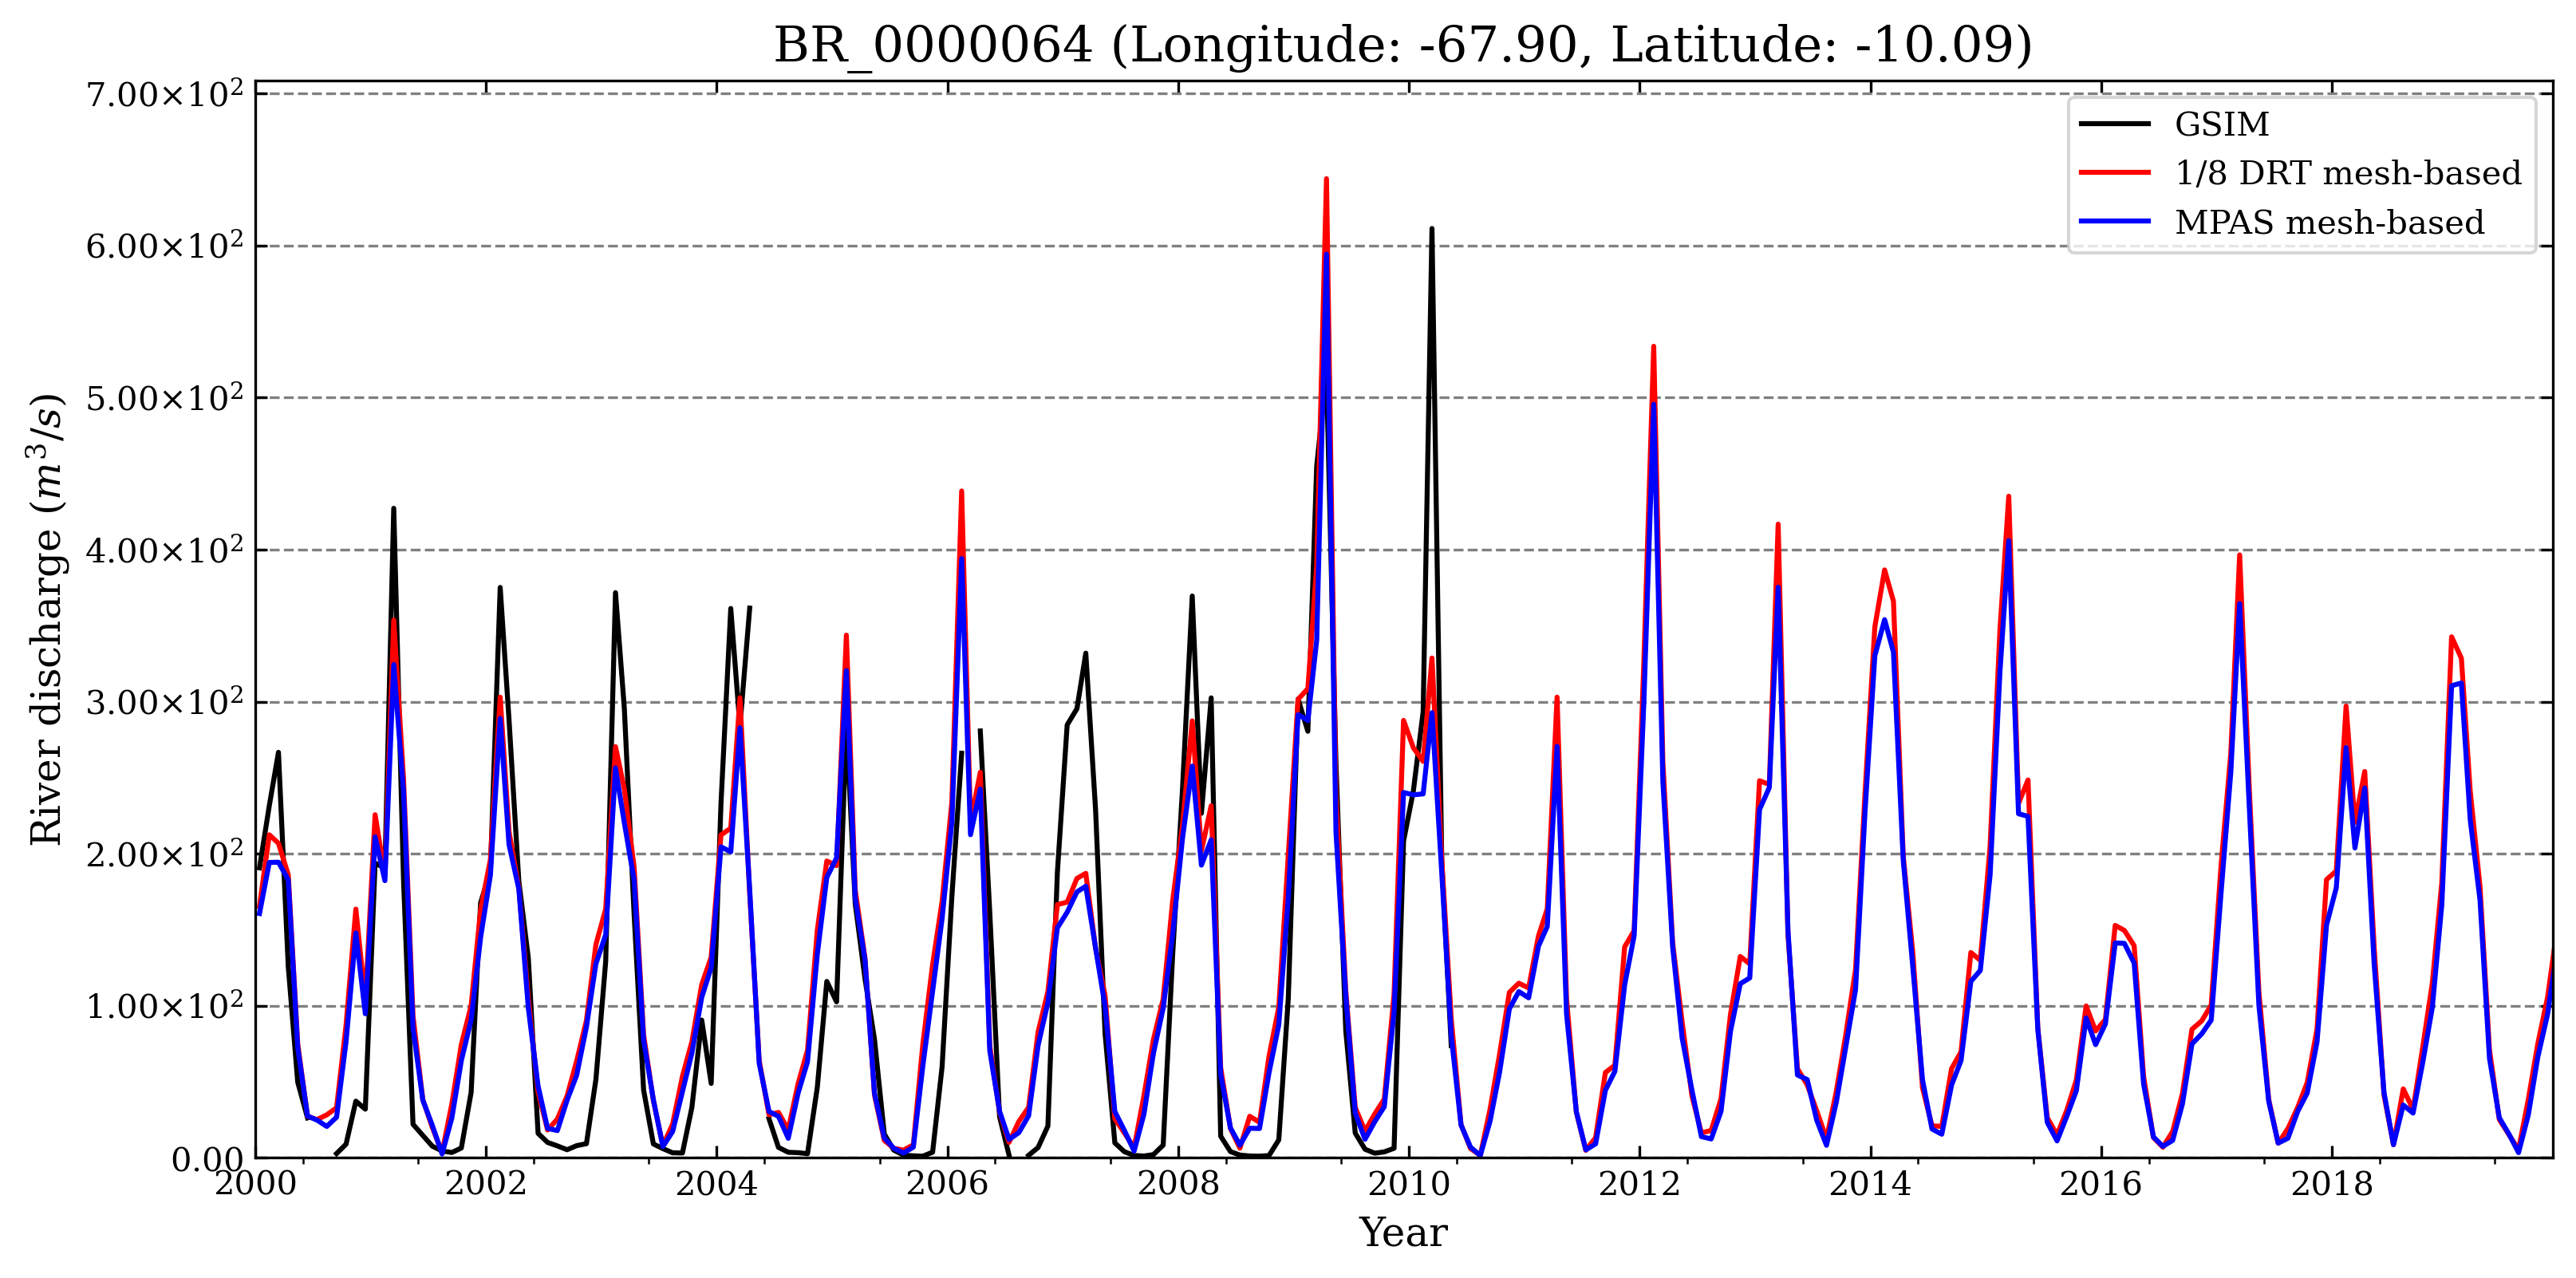 BR_0000064 (Longitude: -67.90, Latitude: -10.09)
7.00×10²
6.00×10²
5.00×10²
4.00×10²
3.00×10²
2.00×10²
1.00×10²
0.00
River discharge (m³/s)
GSIM
1/8 DRT mesh-based
MPAS mesh-based
2000 2002 2004 2006 2008 2010 2012 2014 2016 2018
Year